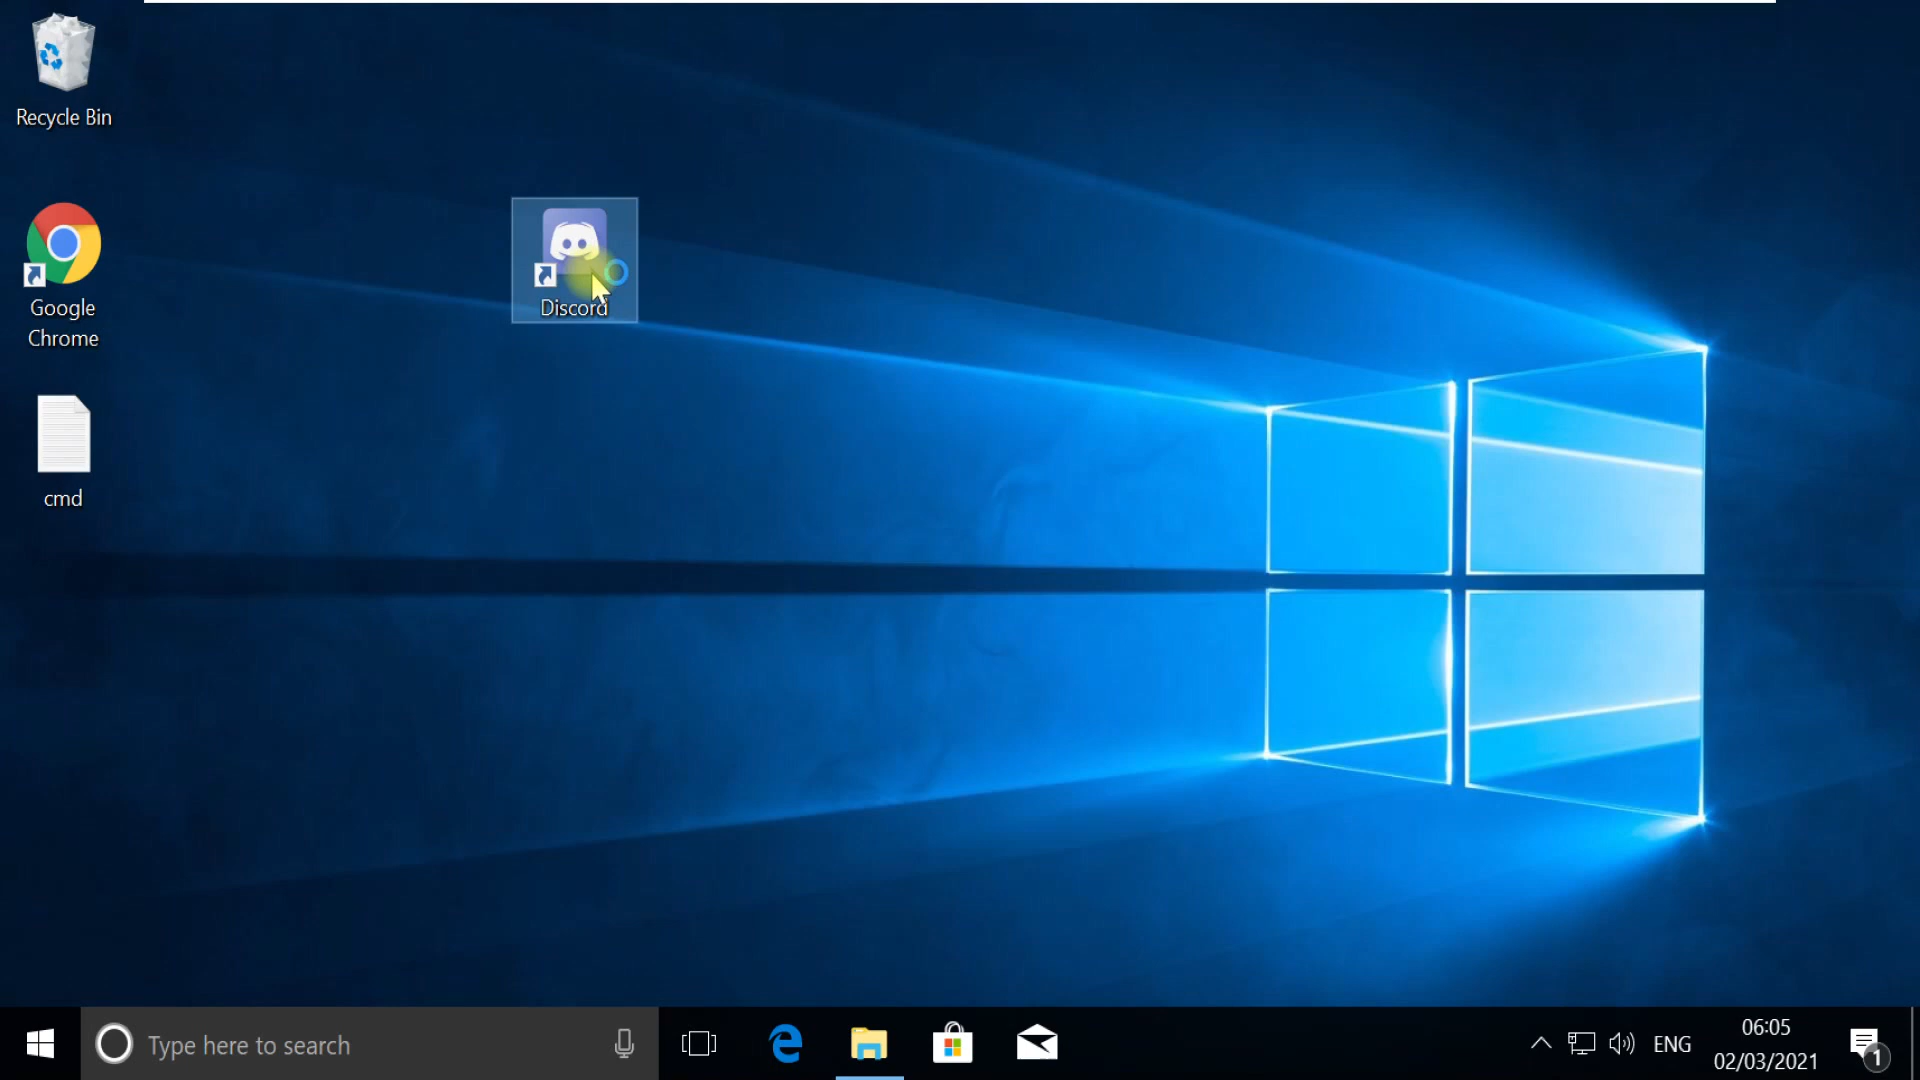 Recycle Bin
Google
Chrome
Discord
cmd
Type here to search
ENG
06:05
02/03/2021
1